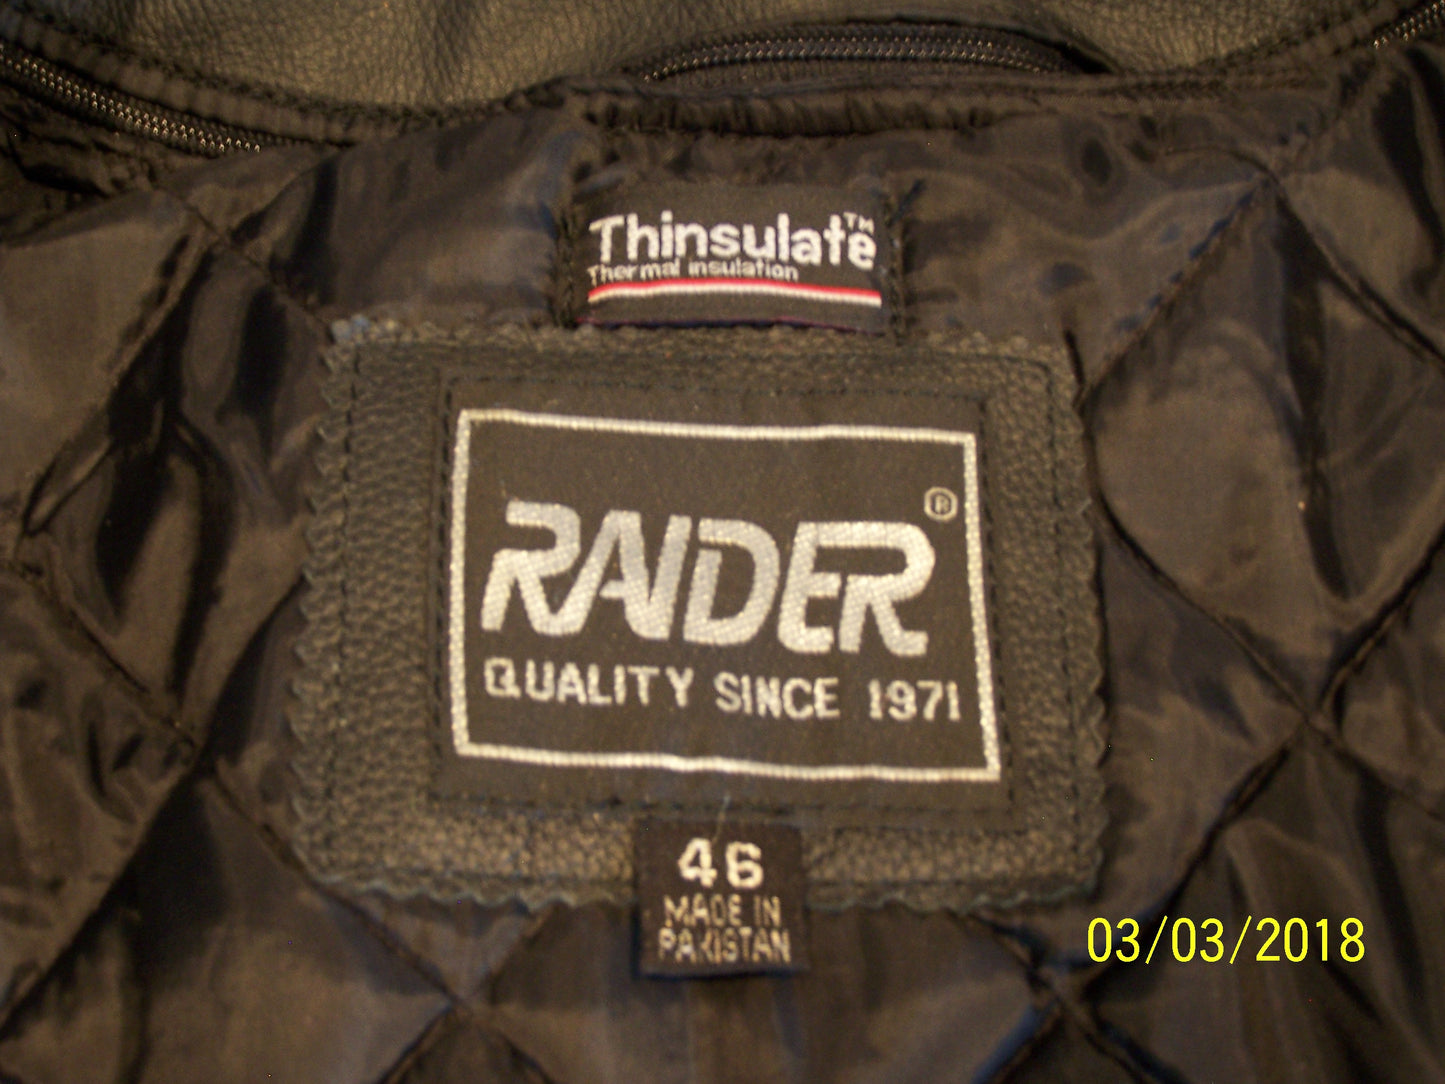 Thinsulate™
Thermal insulation
RAIDER®
QUALITY SINCE 1971
46
MADE IN
PAKISTAN
03/03/2018